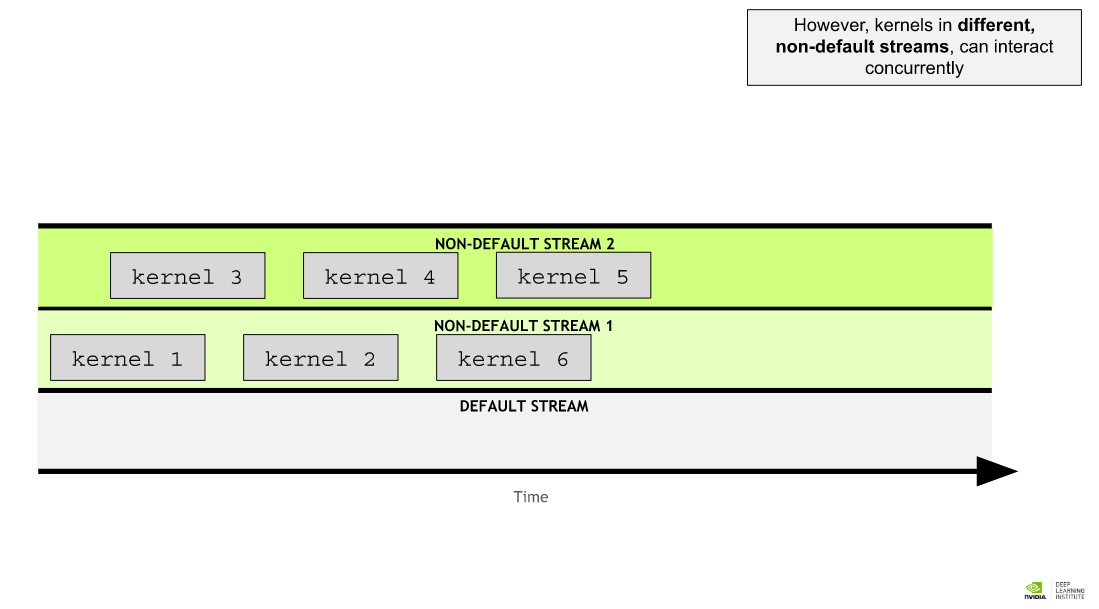 However, kernels in different,
non-default streams, can interact
concurrently
NON-DEFAULT STREAM 2
kernel 3
kernel 4
kernel 5
NON-DEFAULT STREAM 1
kernel 1
kernel 2
kernel 6
DEFAULT STREAM
Time
NVIDIA
DEEP
LEARNING
INSTITUTE